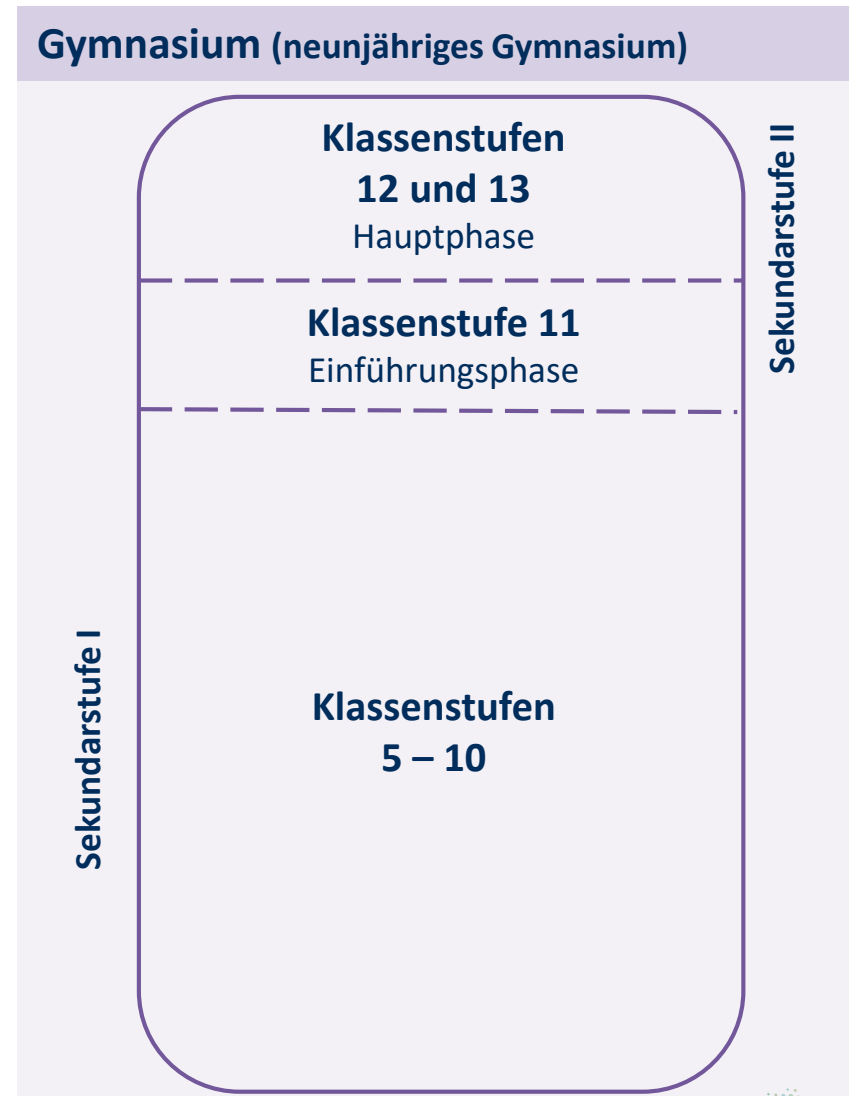 Gymnasium (neunjähriges Gymnasium)
Klassenstufen
12 und 13
Hauptphase
Sekundarstufe II
Klassenstufe 11
Einführungsphase
Sekundarstufe I
Klassenstufen
5 – 10